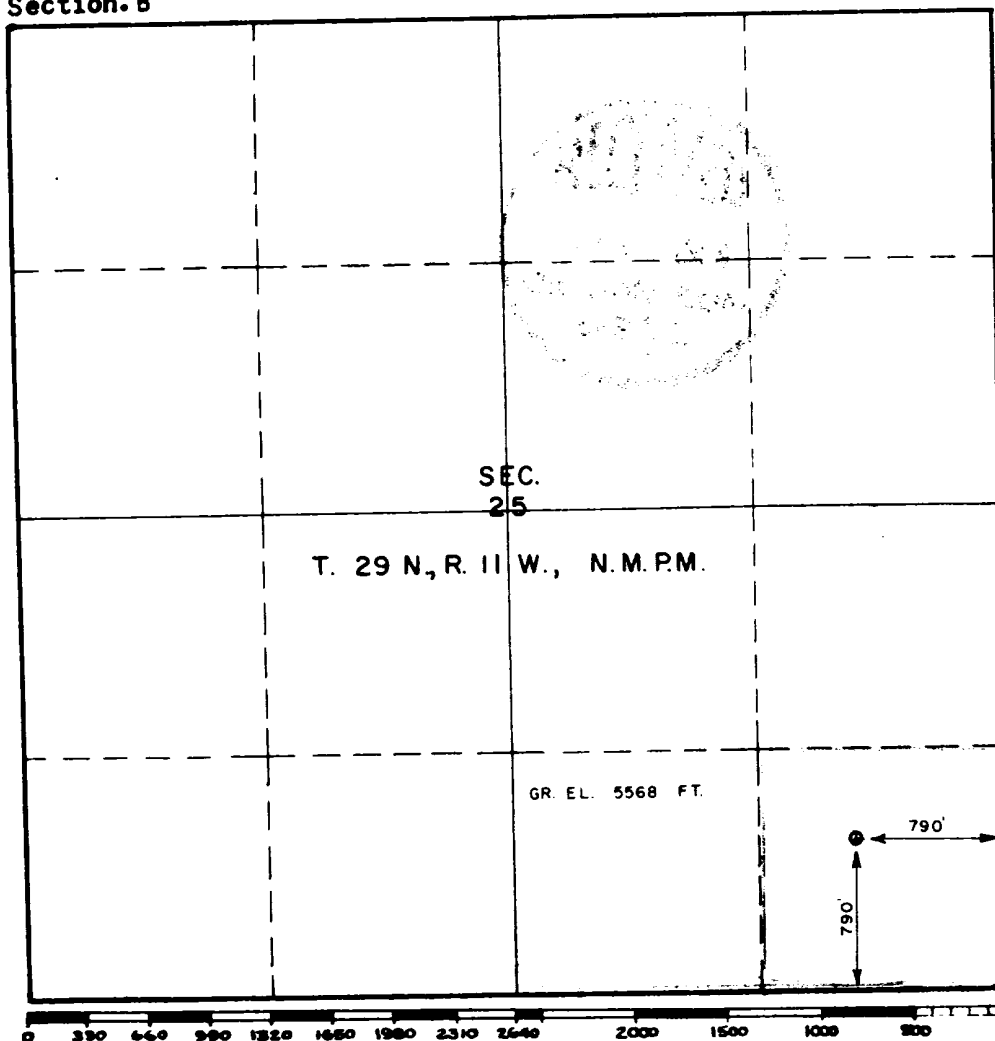 Section. B
SEC.
25
T. 29 N., R. 11 W., N. M. P. M.
GR. EL. 5568 FT.
790'
790'
0 330 660 990 1320 1650 1980 2310 2640 2000 1500 1000 500